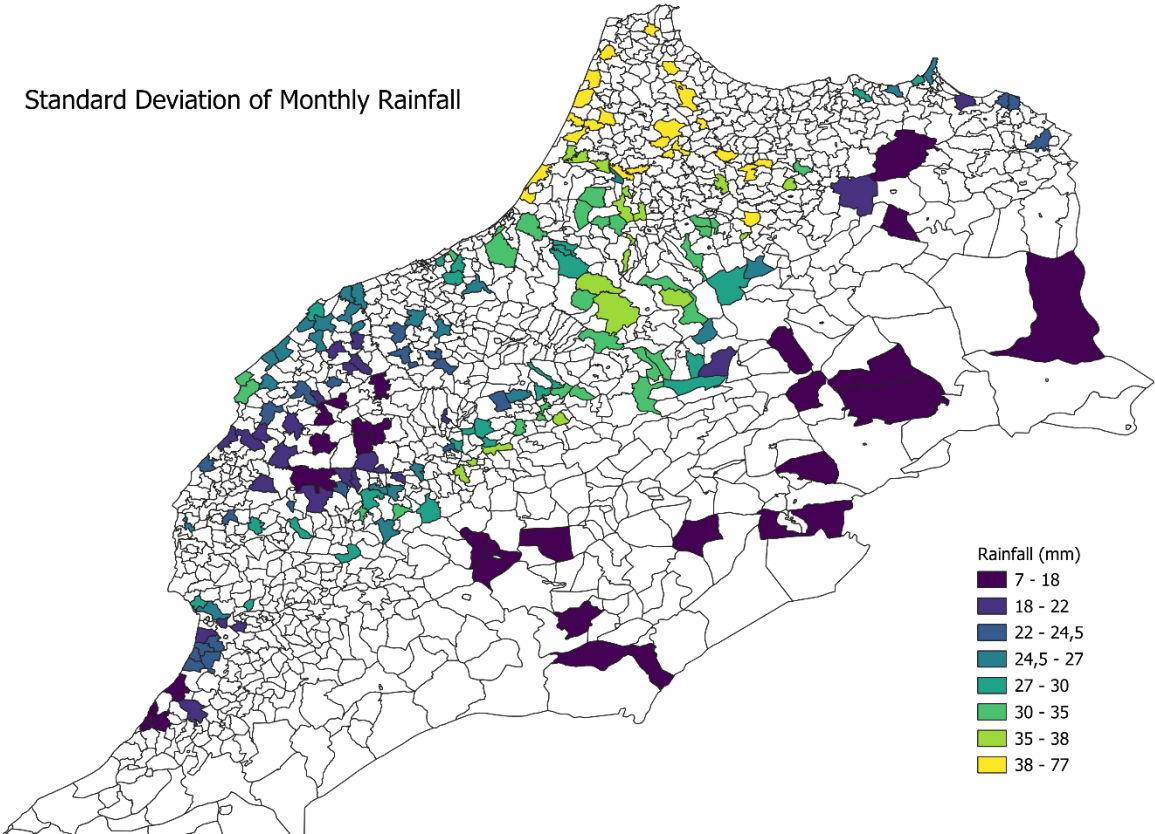 Standard Deviation of Monthly Rainfall
Rainfall (mm)
7 - 18
18 - 22
22 - 24,5
24,5 - 27
27 - 30
30 - 35
35 - 38
38 - 77